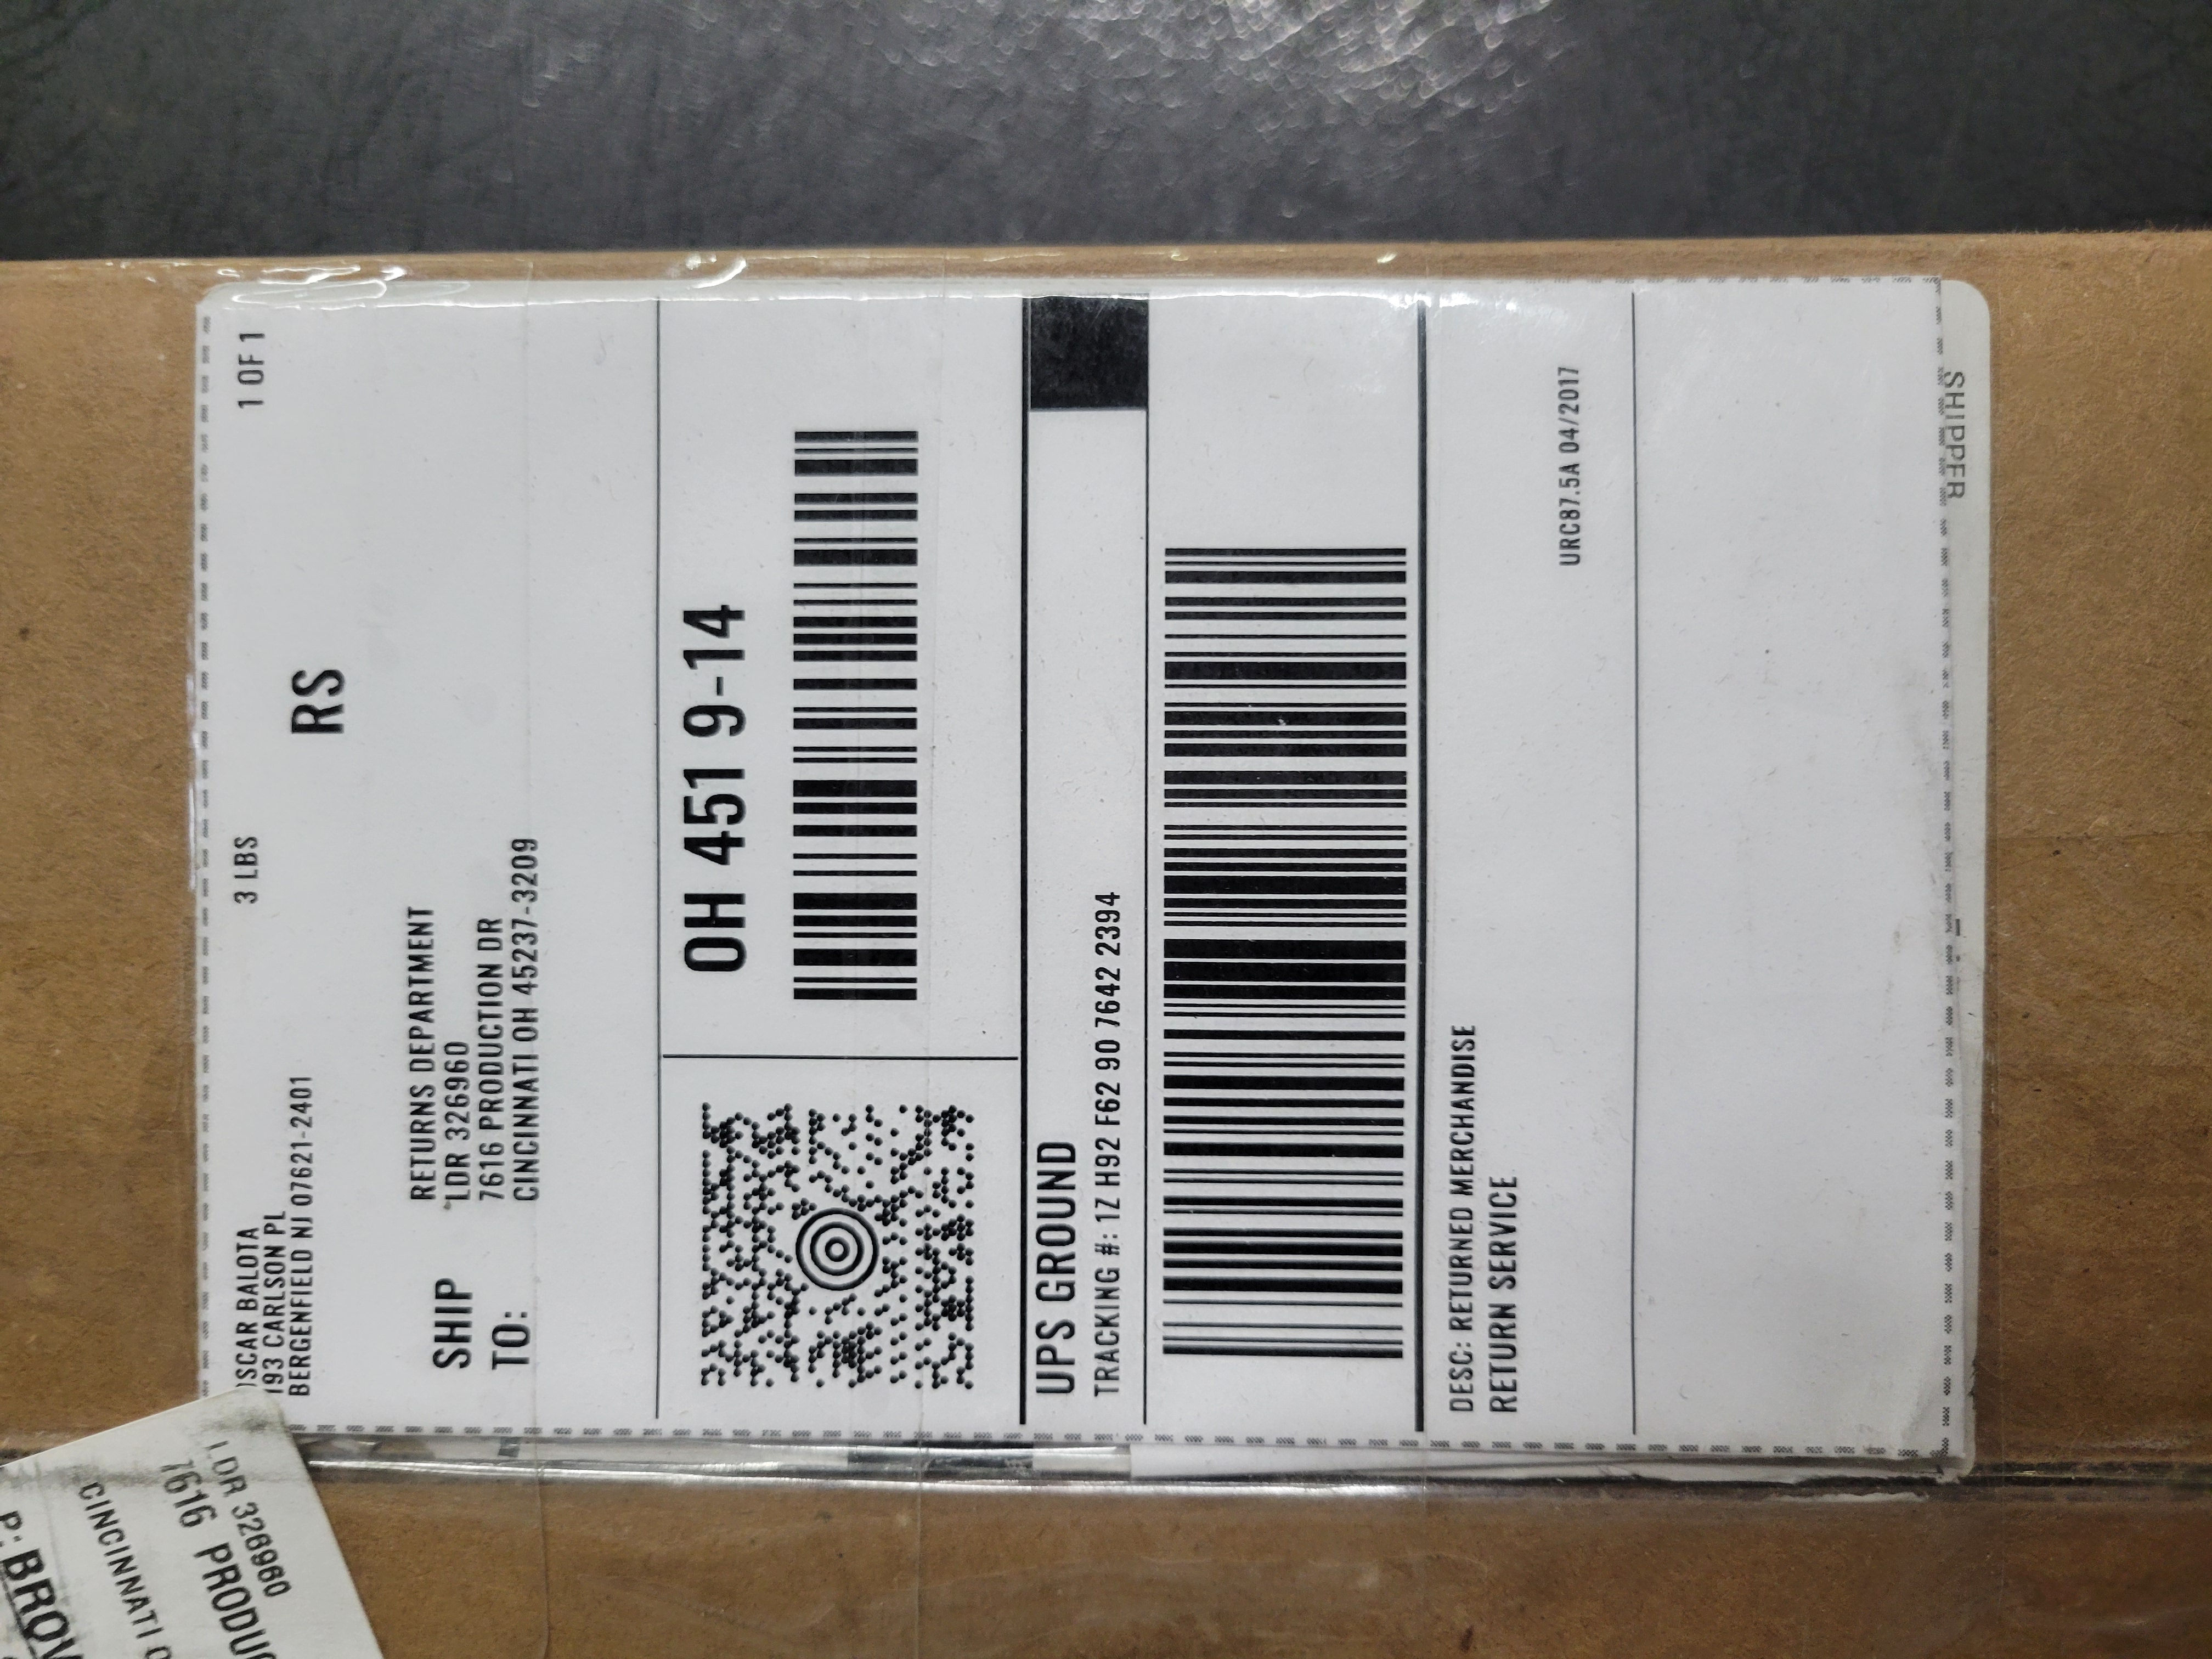 OSCAR BALOTA
193 CARLSON PL
BERGENFIELD NJ 07621-2401
3 LBS
1 OF 1
RS
SHIP
TO:
RETURNS DEPARTMENT
LDR 326960
7616 PRODUCTION DR
CINCINNATI OH 45237-3209
OH 451 9-14
UPS GROUND
TRACKING #: 1Z H92 F62 90 7642 2394
DESC: RETURNED MERCHANDISE
RETURN SERVICE
URC87.5A 04/2017
SHIPPER
LDR 326960
7616 PRODUC
CINCINNATI O
P: BROW